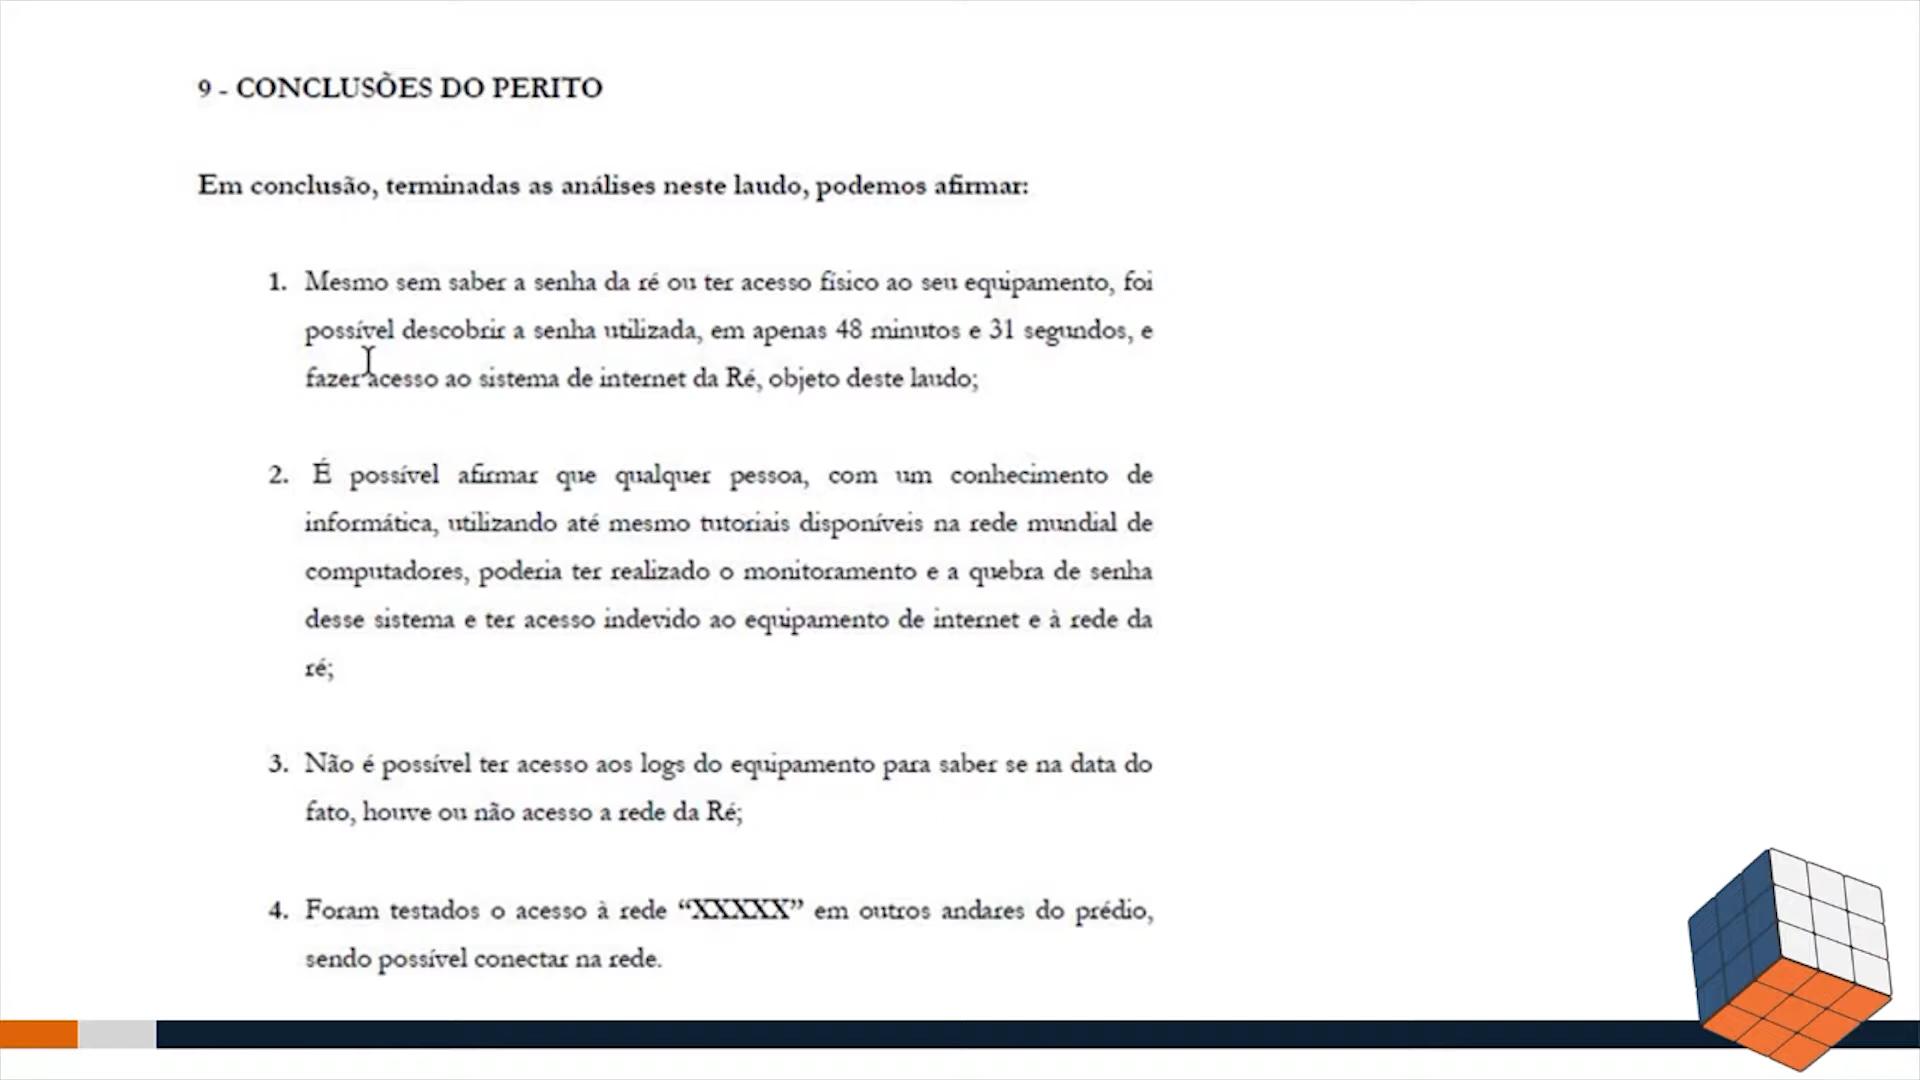 9 - CONCLUSÕES DO PERITO
Em conclusão, terminadas as análises neste laudo, podemos afirmar:
1. Mesmo sem saber a senha da ré ou ter acesso físico ao seu equipamento, foi
possível descobrir a senha utilizada, em apenas 48 minutos e 31 segundos, e
fazer acesso ao sistema de internet da Ré, objeto deste laudo;
2. É possível afirmar que qualquer pessoa, com um conhecimento de
informática, utilizando até mesmo tutoriais disponíveis na rede mundial de
computadores, poderia ter realizado o monitoramento e a quebra de senha
desse sistema e ter acesso indevido ao equipamento de internet e à rede da
ré;
3. Não é possível ter acesso aos logs do equipamento para saber se na data do
fato, houve ou não acesso a rede da Ré;
4. Foram testados o acesso à rede “XXXXX” em outros andares do prédio,
sendo possível conectar na rede.